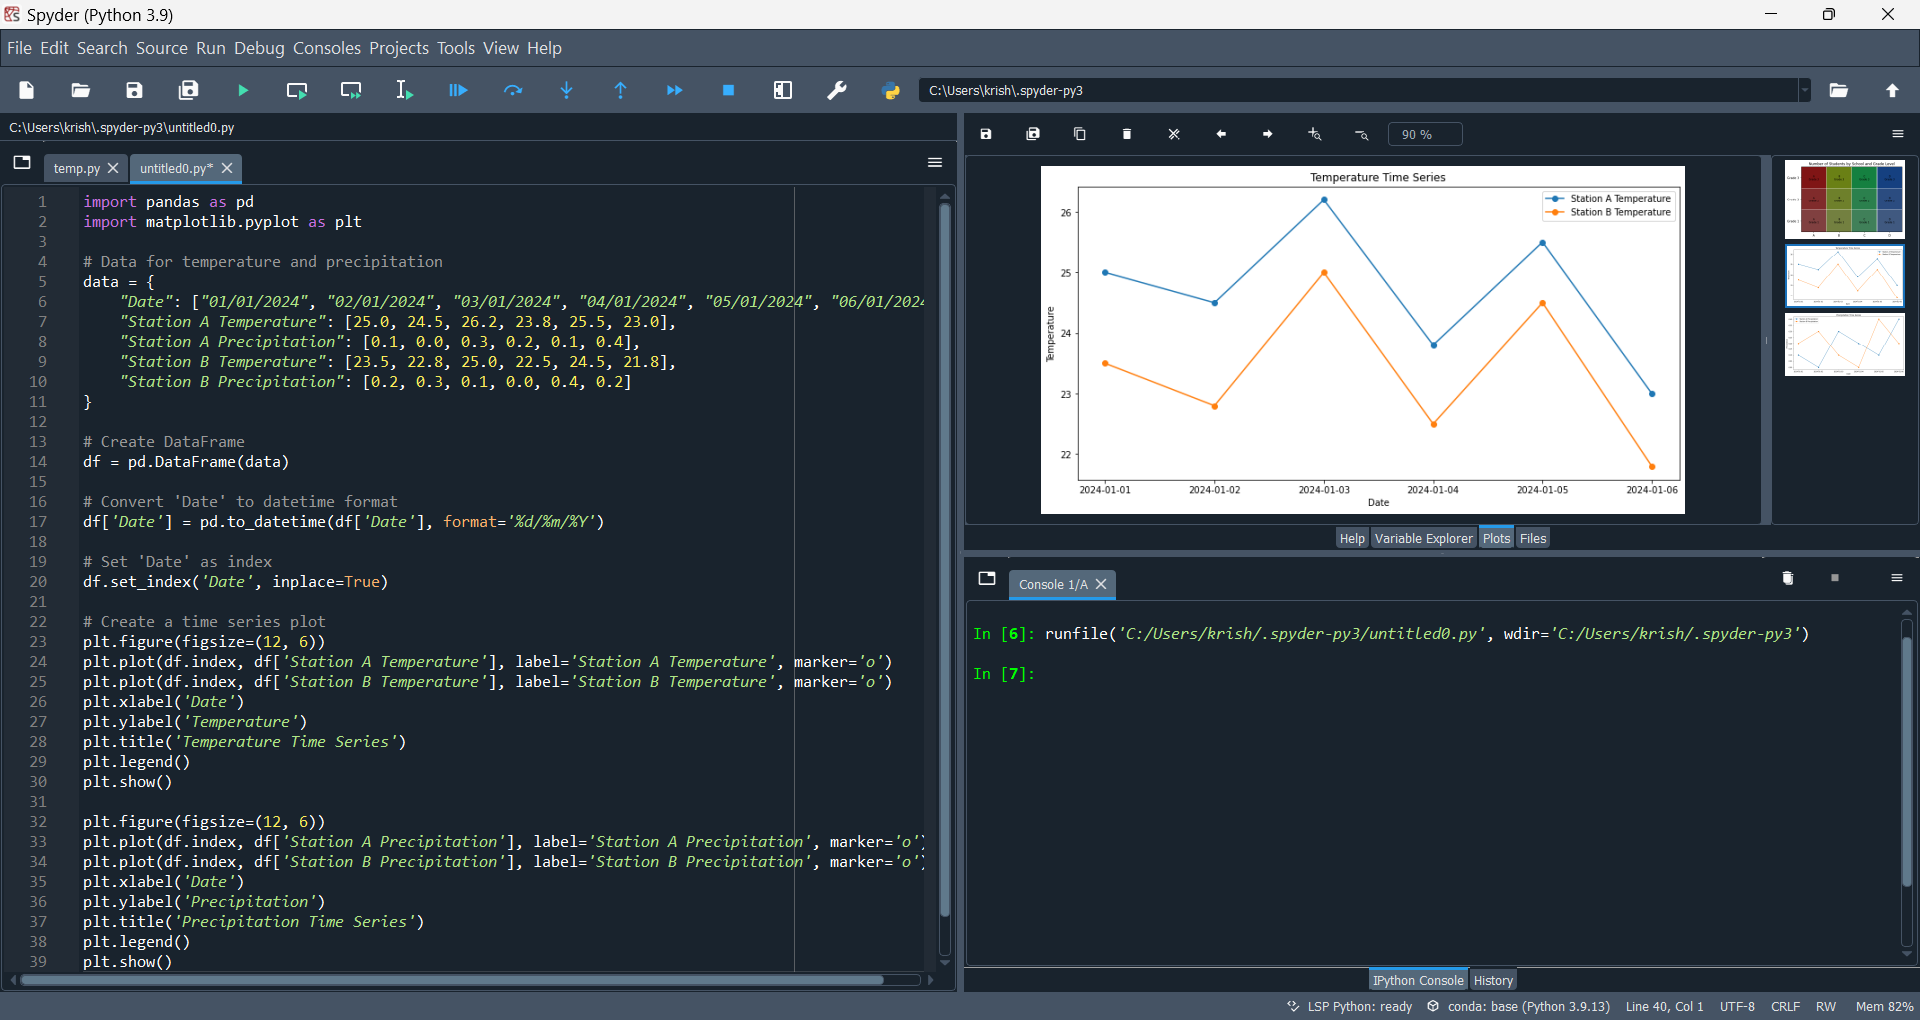 Spyder (Python 3.9)
File Edit Search Source Run Debug Consoles Projects Tools View Help
C:\Users\krish\.spyder-py3
C:\Users\krish\.spyder-py3\untitled0.py
temp.py
untitled0.py*
1 import pandas as pd
2 import matplotlib.pyplot as plt
3
4 # Data for temperature and precipitation
5 data = {
6 "Date": ["01/01/2024", "02/01/2024", "03/01/2024", "04/01/2024", "05/01/2024", "06/01/2024
7 "Station A Temperature": [25.0, 24.5, 26.2, 23.8, 25.5, 23.0],
8 "Station A Precipitation": [0.1, 0.0, 0.3, 0.2, 0.1, 0.4],
9 "Station B Temperature": [23.5, 22.8, 25.0, 22.5, 24.5, 21.8],
10 "Station B Precipitation": [0.2, 0.3, 0.1, 0.0, 0.4, 0.2]
11 }
12
13 # Create DataFrame
14 df = pd.DataFrame(data)
15
16 # Convert 'Date' to datetime format
17 df['Date'] = pd.to_datetime(df['Date'], format='%d/%m/%Y')
18
19 # Set 'Date' as index
20 df.set_index('Date', inplace=True)
21
22 # Create a time series plot
23 plt.figure(figsize=(12, 6))
24 plt.plot(df.index, df['Station A Temperature'], label='Station A Temperature', marker='o')
25 plt.plot(df.index, df['Station B Temperature'], label='Station B Temperature', marker='o')
26 plt.xlabel('Date')
27 plt.ylabel('Temperature')
28 plt.title('Temperature Time Series')
29 plt.legend()
30 plt.show()
31
32 plt.figure(figsize=(12, 6))
33 plt.plot(df.index, df['Station A Precipitation'], label='Station A Precipitation', marker='o')
34 plt.plot(df.index, df['Station B Precipitation'], label='Station B Precipitation', marker='o')
35 plt.xlabel('Date')
36 plt.ylabel('Precipitation')
37 plt.title('Precipitation Time Series')
38 plt.legend()
39 plt.show()
90 %
Temperature Time Series
Station A Temperature
Station B Temperature
26
25
24
23
22
Temperature
2024-01-01 2024-01-02 2024-01-03 2024-01-04 2024-01-05 2024-01-06
Date
Number of Students by School and Grade Level
Help Variable Explorer Plots Files
Console 1/A
In [6]: runfile('C:/Users/krish/.spyder-py3/untitled0.py', wdir='C:/Users/krish/.spyder-py3')
In [7]:
IPython Console History
LSP Python: ready conda: base (Python 3.9.13) Line 40, Col 1 UTF-8 CRLF RW Mem 82%